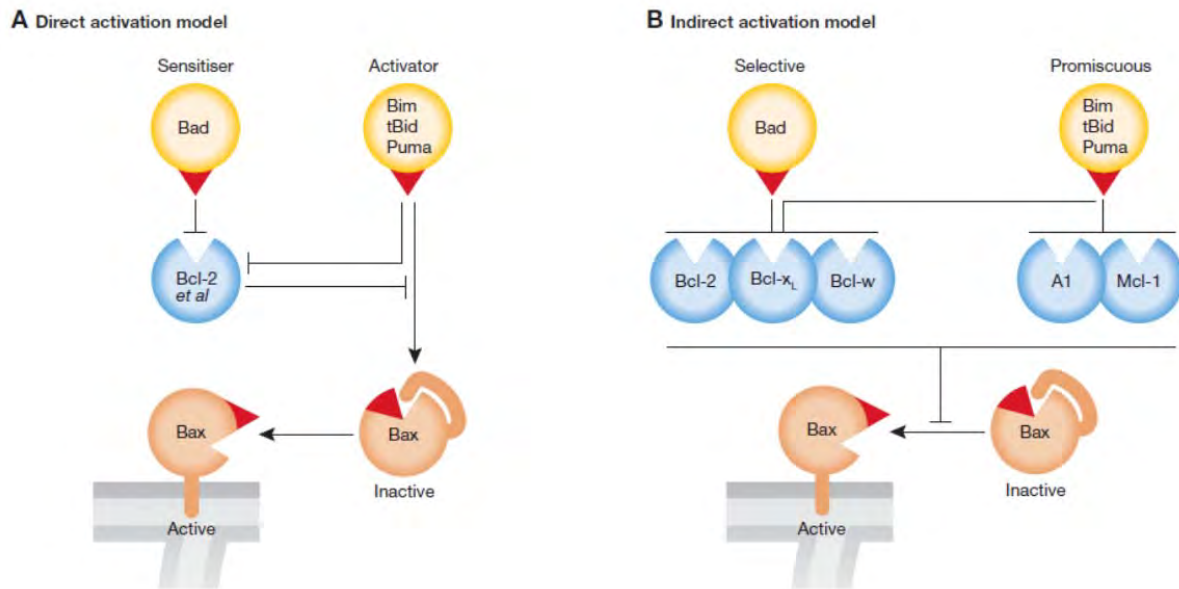 A Direct activation model
Sensitiser
Activator
Bad
Bim
tBid
Puma
Bcl-2
et al
Bax
Bax
Inactive
Active
B Indirect activation model
Selective
Promiscuous
Bad
Bim
tBid
Puma
Bcl-2
Bcl-xL
Bcl-w
A1
Mcl-1
Bax
Bax
Inactive
Active